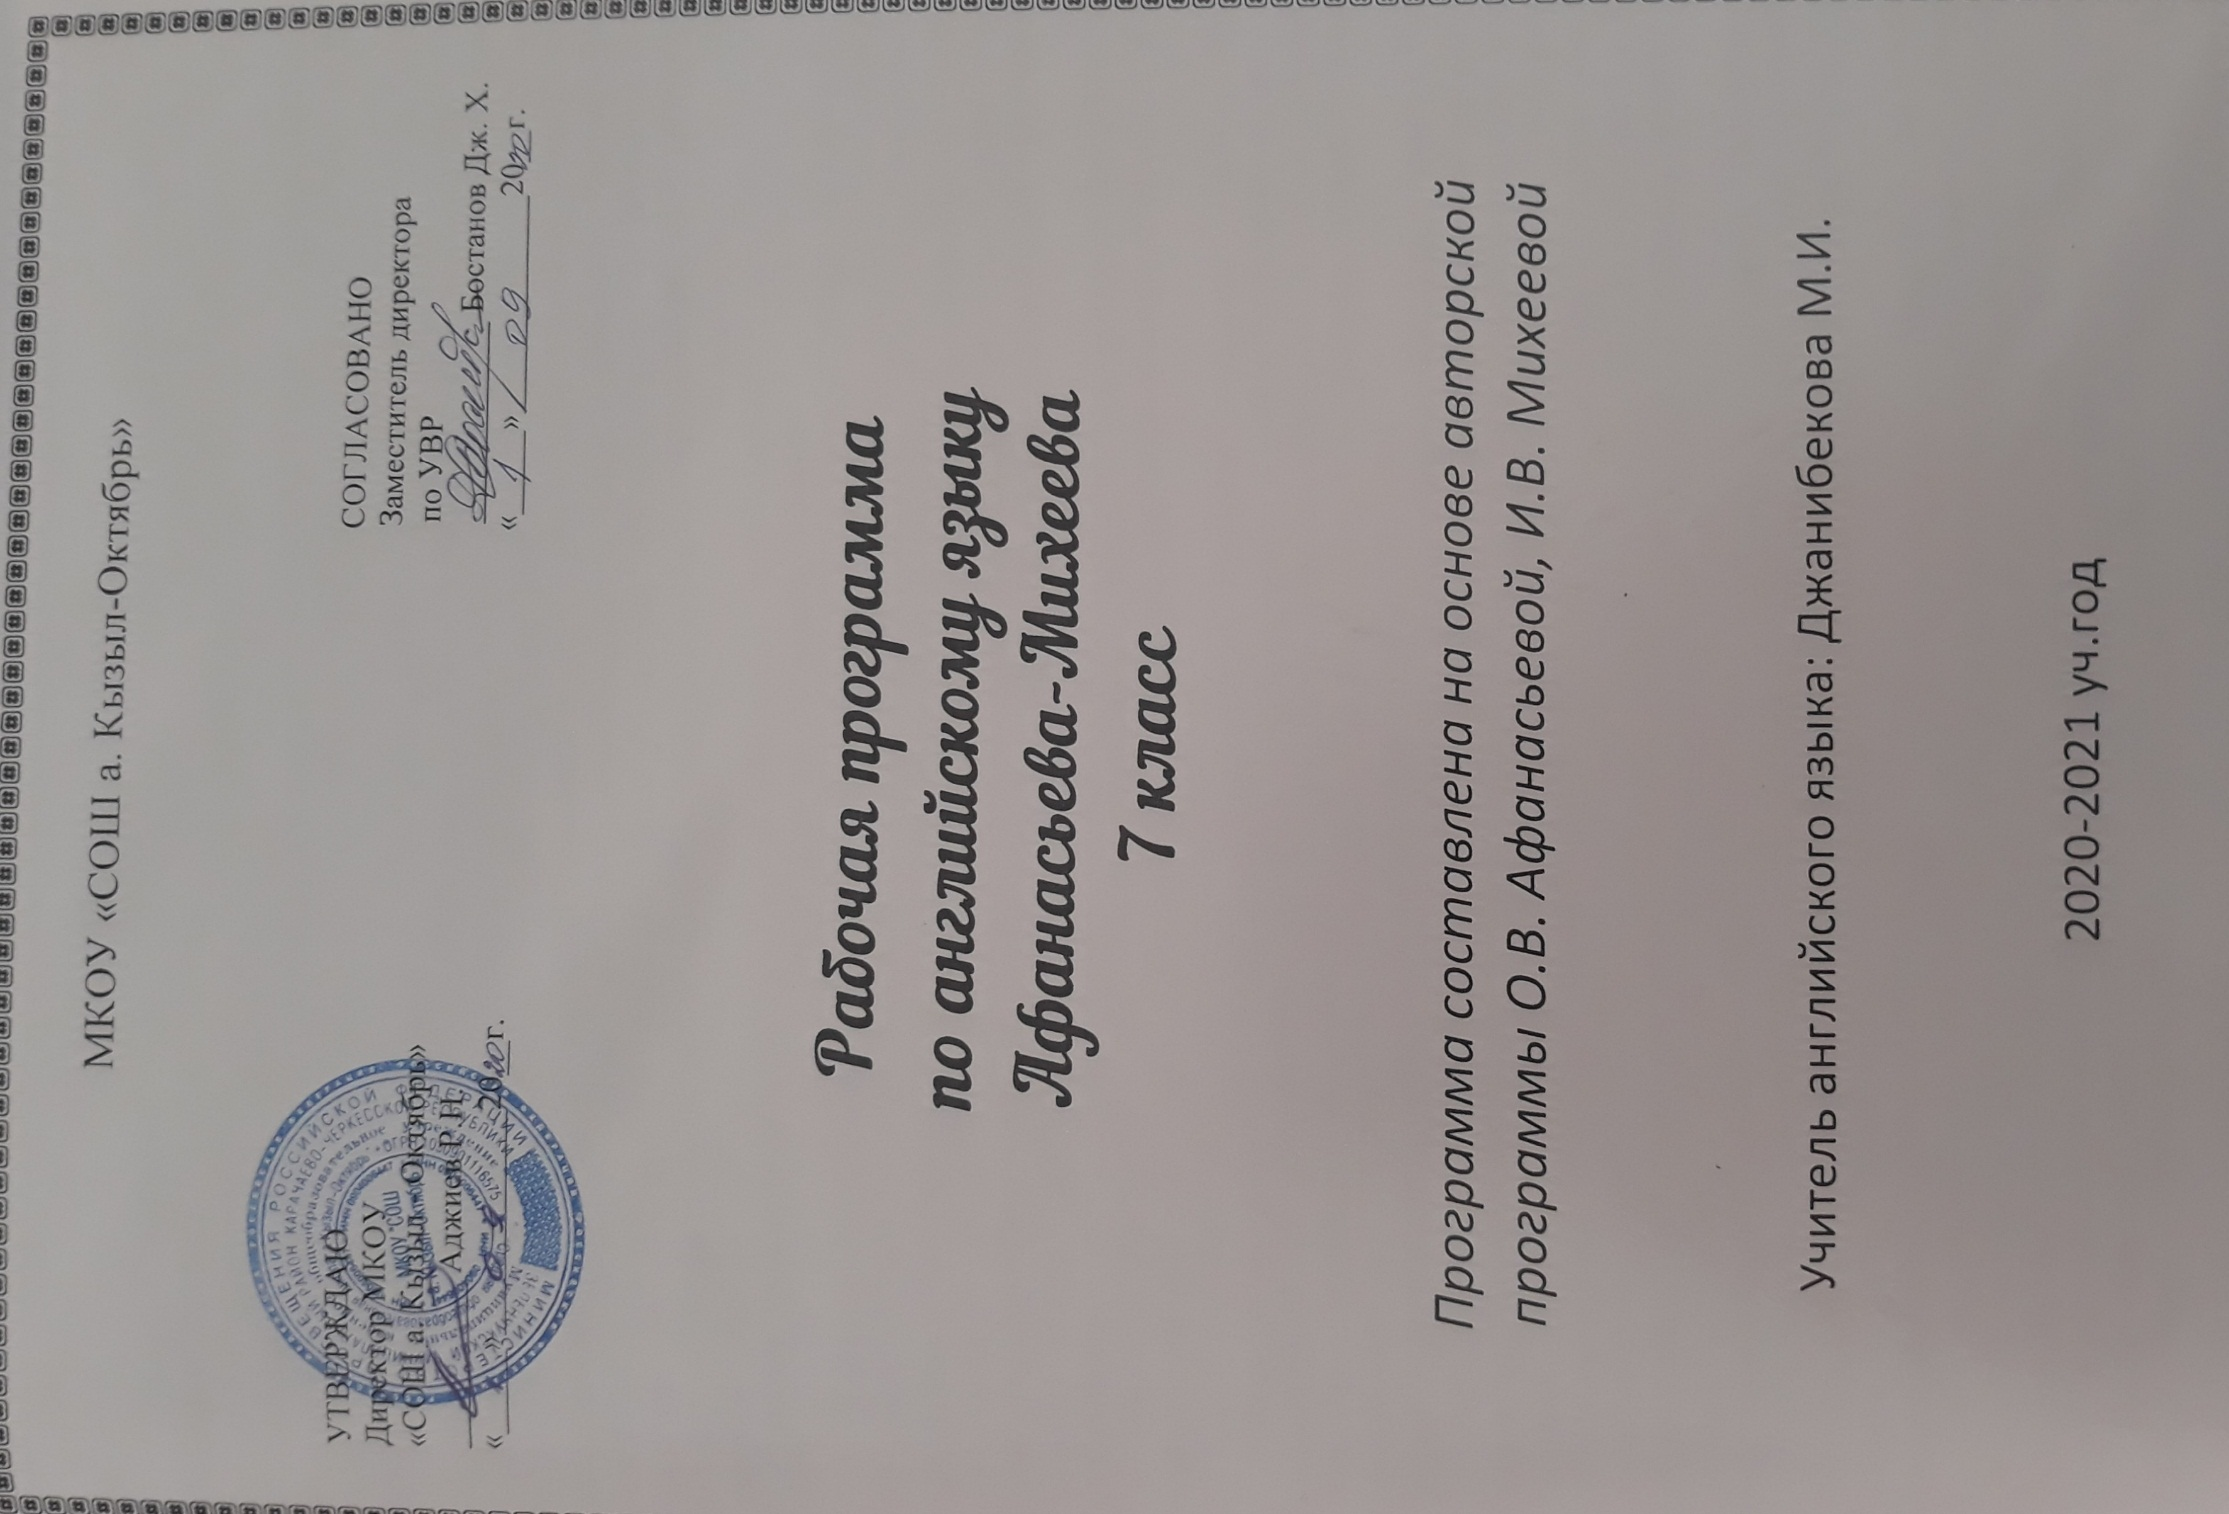 МКОУ «СОШ а. Кызыл-Октябрь»
УТВЕРЖДАЮ
Директор МКОУ
«СОШ а. Кызыл-Октябрь»
Аджиев Р.Н.
« » 2020г.
СОГЛАСОВАНО
Заместитель директора
по УВР
Бостанов Дж. Х.
« 1 » 09 2020г.
Рабочая программа
по английскому языку
Афанасьева-Михеева
7 класс
Программа составлена на основе авторской
программы О.В. Афанасьевой, И.В. Михеевой
Учитель английского языка: Джанибекова М.И.
2020-2021 уч.год